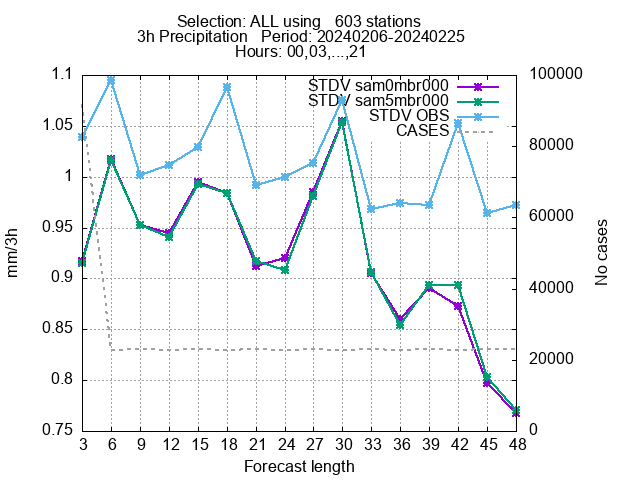 Selection: ALL using   603 stations
3h Precipitation   Period: 20240206-20240225
Hours: 00,03,...,21
STDV sam0mbr000
STDV sam5mbr000
STDV OBS
CASES
1.1
1.05
1
0.95
0.9
0.85
0.8
0.75
mm/3h
100000
80000
60000
40000
20000
0
No cases
3 6 9 12 15 18 21 24 27 30 33 36 39 42 45 48
Forecast length